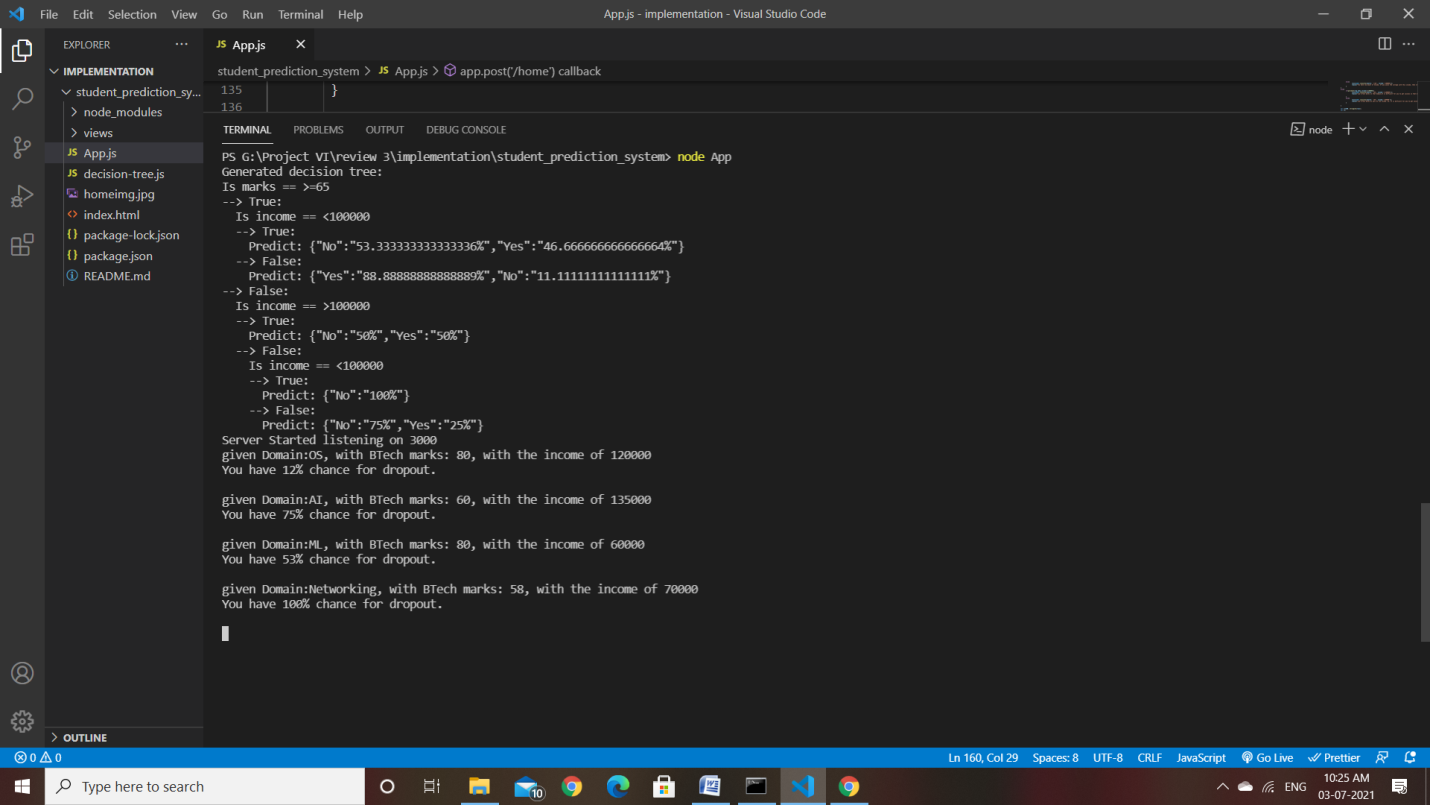 File Edit Selection View Go Run Terminal Help
App.js - implementation - Visual Studio Code
EXPLORER
IMPLEMENTATION
student_prediction_sy...
node_modules
views
JS App.js
JS decision-tree.js
homeimg.jpg
<> index.html
{} package-lock.json
{} package.json
README.md
OUTLINE
JS App.js
student_prediction_system > JS App.js > app.post('/home') callback
135 }
136
TERMINAL PROBLEMS OUTPUT DEBUG CONSOLE
node
PS G:\Project VI\review 3\implementation\student_prediction_system> node App
Generated decision tree:
Is marks == >=65
--> True:
Is income == <100000
--> True:
Predict: {"No":"53.333333333333336%","Yes":"46.666666666666664%"}
--> False:
Predict: {"Yes":"88.88888888888889%","No":"11.11111111111111%"}
--> False:
Is income == >100000
--> True:
Predict: {"No":"50%","Yes":"50%"}
--> False:
Is income == <100000
--> True:
Predict: {"No":"100%"}
--> False:
Predict: {"No":"75%","Yes":"25%"}
Server Started listening on 3000
given Domain:OS, with BTech marks: 80, with the income of 120000
You have 12% chance for dropout.
given Domain:AI, with BTech marks: 60, with the income of 135000
You have 75% chance for dropout.
given Domain:ML, with BTech marks: 80, with the income of 60000
You have 53% chance for dropout.
given Domain:Networking, with BTech marks: 58, with the income of 70000
You have 100% chance for dropout.
0 0
Ln 160, Col 29 Spaces: 8 UTF-8 CRLF JavaScript Go Live Prettier
Type here to search
10
ENG
10:25 AM
03-07-2021